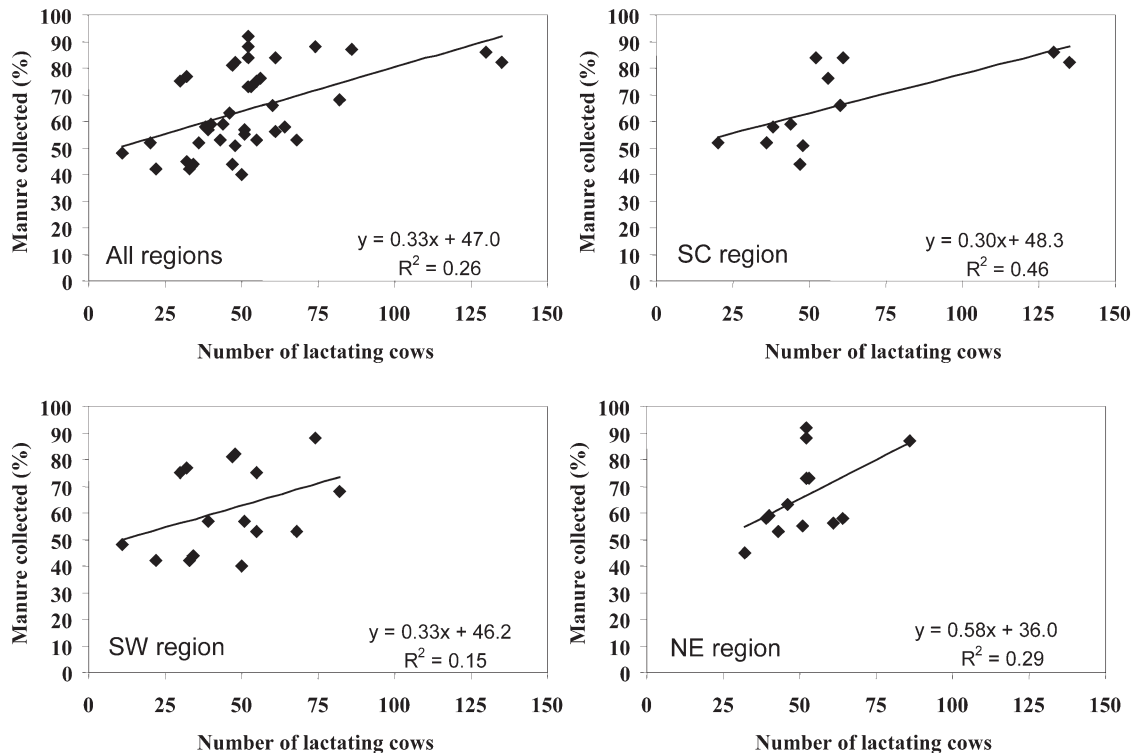 100
90
80
70
60
50
40
30
20
10
0
Manure collected (%)
All regions
y = 0.33x + 47.0
R² = 0.26
0 25 50 75 100 125 150
Number of lactating cows
100
90
80
70
60
50
40
30
20
10
0
Manure collected (%)
SC region
y = 0.30x+ 48.3
R² = 0.46
0 25 50 75 100 125 150
Number of lactating cows
100
90
80
70
60
50
40
30
20
10
0
Manure collected (%)
SW region
y = 0.33x + 46.2
R² = 0.15
0 25 50 75 100 125 150
Number of lactating cows
100
90
80
70
60
50
40
30
20
10
0
Manure collected (%)
NE region
y = 0.58x + 36.0
R² = 0.29
0 25 50 75 100 125 150
Number of lactating cows